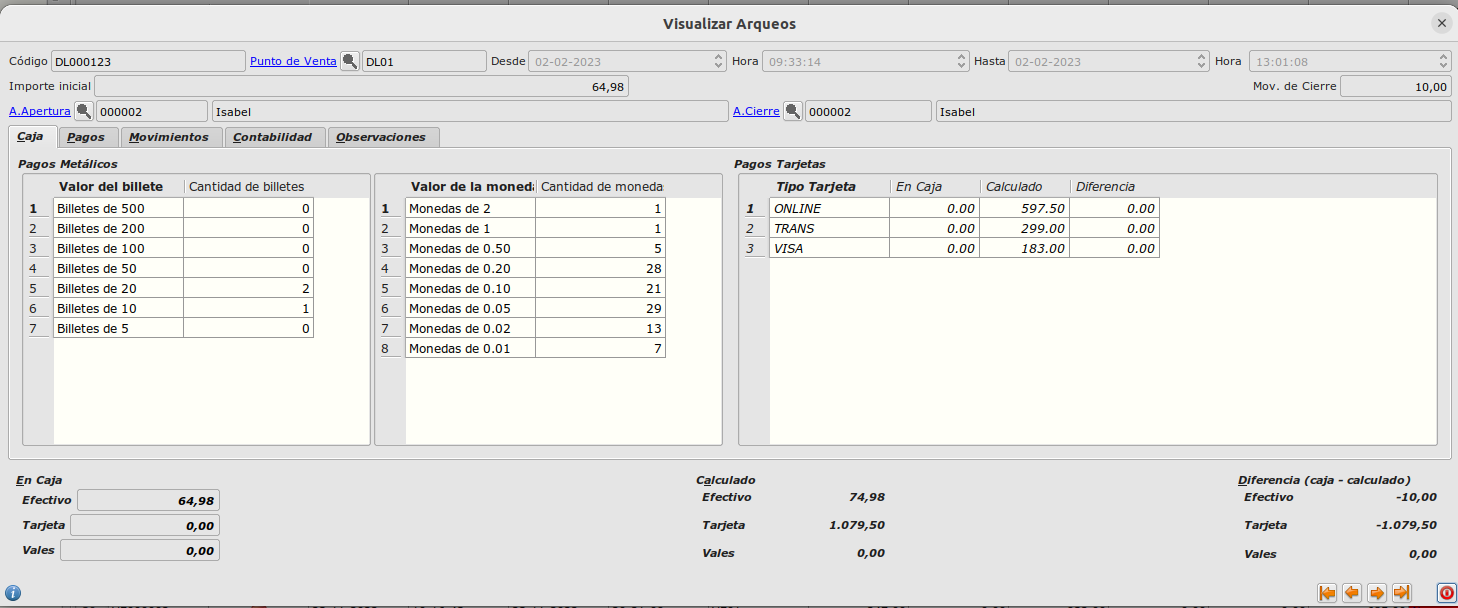 Visualizar Arqueos
Código DL000123 Punto de Venta DL01 Desde 02-02-2023 Hora 09:33:14 Hasta 02-02-2023 Hora 13:01:08
Importe inicial 64,98 Mov. de Cierre 10,00
A.Apertura 000002 Isabel A.Cierre 000002 Isabel
Caja Pagos Movimientos Contabilidad Observaciones
Pagos Metálicos
Valor del billete Cantidad de billetes
1 Billetes de 500 0
2 Billetes de 200 0
3 Billetes de 100 0
4 Billetes de 50 0
5 Billetes de 20 2
6 Billetes de 10 1
7 Billetes de 5 0
Valor de la moneda Cantidad de moneda
1 Monedas de 2 1
2 Monedas de 1 1
3 Monedas de 0.50 5
4 Monedas de 0.20 28
5 Monedas de 0.10 21
6 Monedas de 0.05 29
7 Monedas de 0.02 13
8 Monedas de 0.01 7
Pagos Tarjetas
Tipo Tarjeta En Caja Calculado Diferencia
1 ONLINE 0.00 597.50 0.00
2 TRANS 0.00 299.00 0.00
3 VISA 0.00 183.00 0.00
En Caja
Efectivo 64,98
Tarjeta 0,00
Vales 0,00
Calculado
Efectivo 74,98
Tarjeta 1.079,50
Vales 0,00
Diferencia (caja - calculado)
Efectivo -10,00
Tarjeta -1.079,50
Vales 0,00